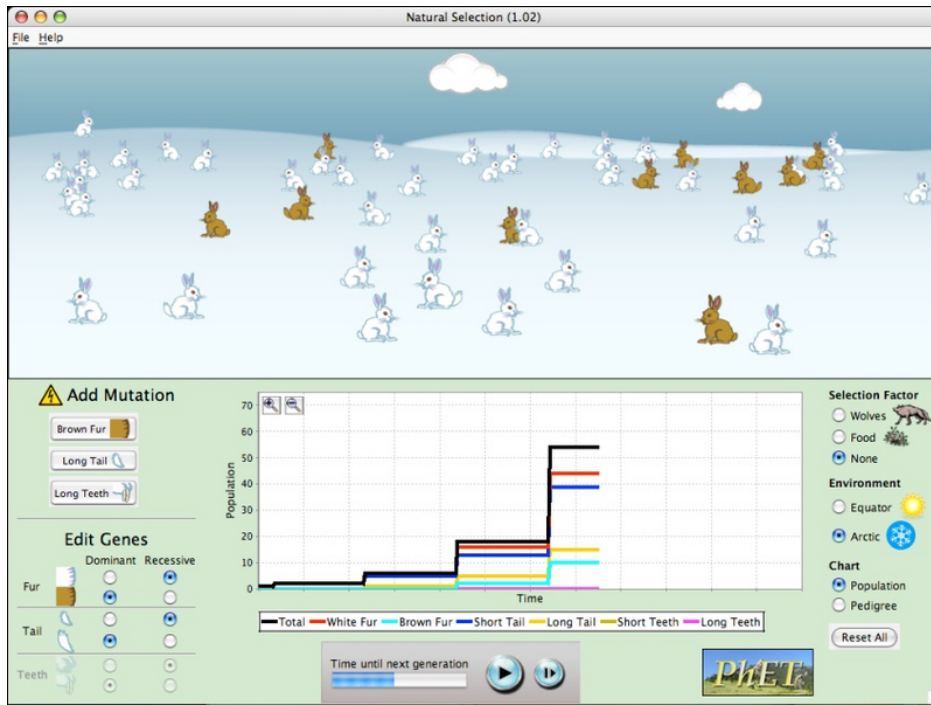 Natural Selection (1.02)
File Help
Add Mutation
Brown Fur
Long Tail
Long Teeth
Edit Genes
Dominant Recessive
Fur
Tail
Teeth
70
60
50
40
30
20
10
0
Population
Time
Total White Fur Brown Fur Short Tail Long Tail Short Teeth Long Teeth
Time until next generation
PhET
Selection Factor
Wolves
Food
None
Environment
Equator
Arctic
Chart
Population
Pedigree
Reset All